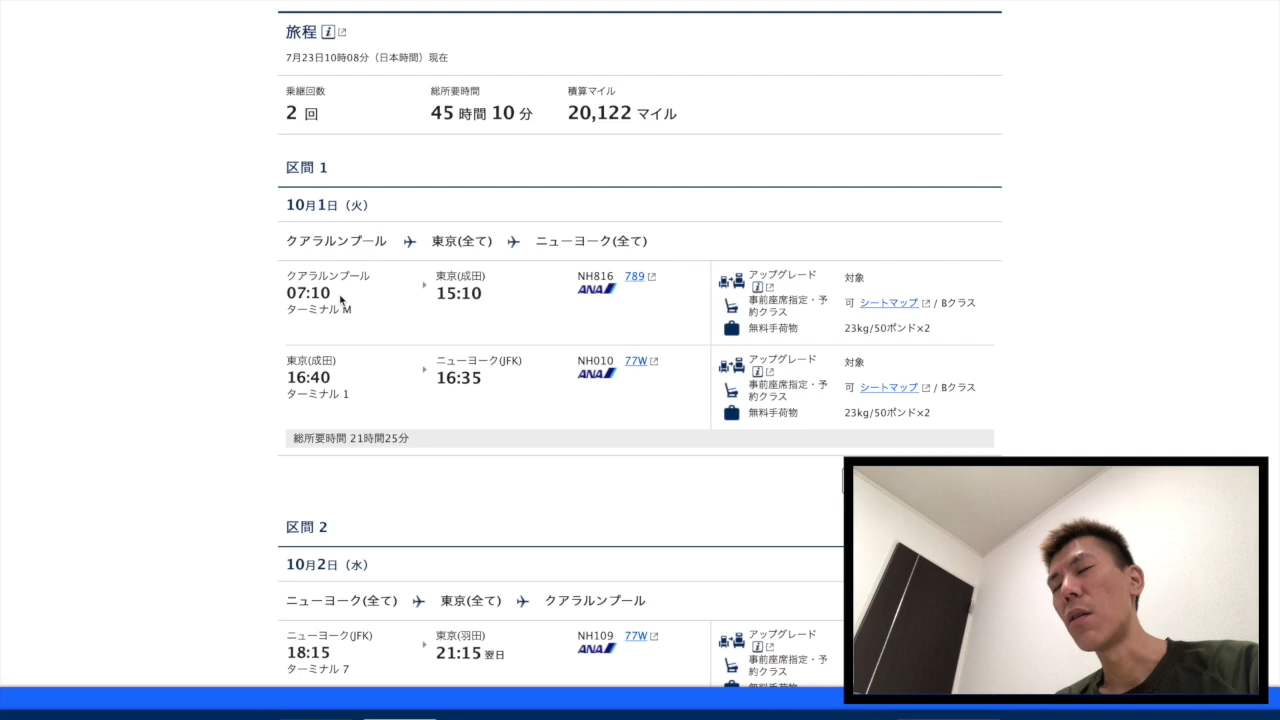 旅程 i
7月23日10時08分（日本時間）現在
乗継回数 総所要時間 積算マイル
2 回 45 時間 10 分 20,122 マイル
区間 1
10月1日（火）
クアラルンプール 東京(全て) ニューヨーク(全て)
クアラルンプール 東京(成田) NH816 789 アップグレード i 対象
07:10 15:10 ANA 事前座席指定・予約クラス 可 シートマップ / Bクラス
ターミナル M 無料手荷物 23kg/50ポンド×2
東京(成田) ニューヨーク(JFK) NH010 77W アップグレード i 対象
16:40 16:35 ANA 事前座席指定・予約クラス 可 シートマップ / Bクラス
ターミナル 1 無料手荷物 23kg/50ポンド×2
総所要時間 21時間25分
区間 2
10月2日（水）
ニューヨーク(全て) 東京(全て) クアラルンプール
ニューヨーク(JFK) 東京(羽田) NH109 77W アップグレード i
18:15 21:15 翌日 ANA 事前座席指定・予約クラス
ターミナル 7